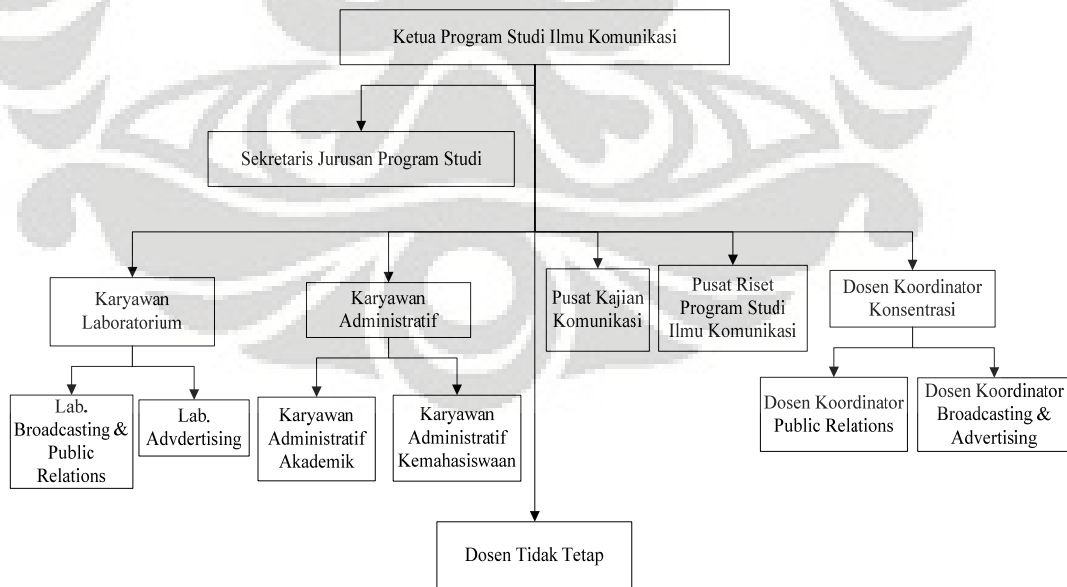 Ketua Program Studi Ilmu Komunikasi
Sekretaris Jurusan Program Studi
Karyawan
Laboratorium
Karyawan
Administratif
Pusat Kajian
Komunikasi
Pusat Riset
Program Studi
Ilmu Komunikasi
Dosen Koordinator
Konsentrasi
Lab.
Broadcasting &
Public
Relations
Lab.
Advdertising
Karyawan
Administratif
Akademik
Karyawan
Administratif
Kemahasiswaan
Dosen Koordinator
Public Relations
Dosen Koordinator
Broadcasting &
Advertising
Dosen Tidak Tetap